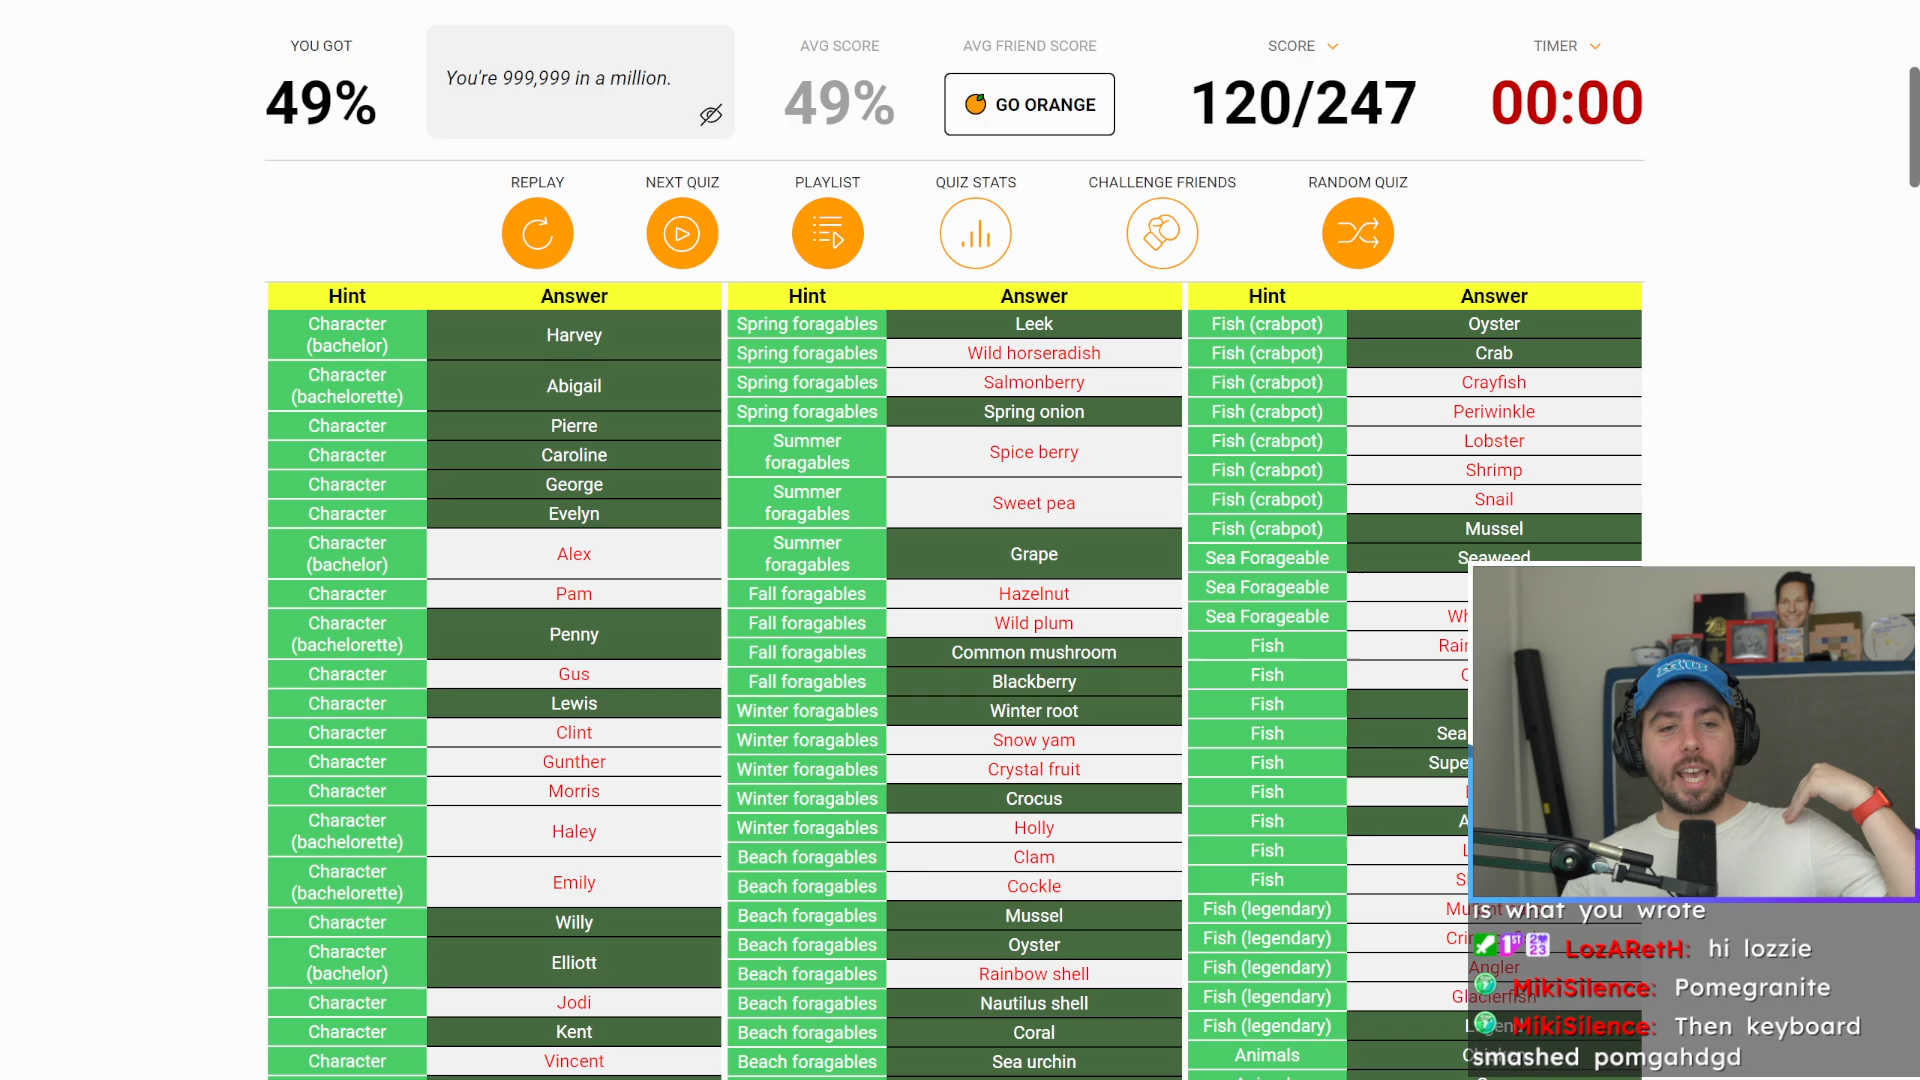 YOU GOT
49%
You're 999,999 in a million.
AVG SCORE
49%
AVG FRIEND SCORE
GO ORANGE
SCORE
120/247
TIMER
00:00
REPLAY
NEXT QUIZ
PLAYLIST
QUIZ STATS
CHALLENGE FRIENDS
RANDOM QUIZ
Hint Answer
Character (bachelor) Harvey
Character (bachelorette) Abigail
Character Pierre
Character Caroline
Character George
Character Evelyn
Character (bachelor) Alex
Character Pam
Character (bachelorette) Penny
Character Gus
Character Lewis
Character Clint
Character Gunther
Character Morris
Character (bachelorette) Haley
Character (bachelorette) Emily
Character Willy
Character (bachelor) Elliott
Character Jodi
Character Kent
Character Vincent
Hint Answer
Spring foragables Leek
Spring foragables Wild horseradish
Spring foragables Salmonberry
Spring foragables Spring onion
Summer foragables Spice berry
Summer foragables Sweet pea
Summer foragables Grape
Fall foragables Hazelnut
Fall foragables Wild plum
Fall foragables Common mushroom
Fall foragables Blackberry
Winter foragables Winter root
Winter foragables Snow yam
Winter foragables Crystal fruit
Winter foragables Crocus
Winter foragables Holly
Beach foragables Clam
Beach foragables Cockle
Beach foragables Mussel
Beach foragables Oyster
Beach foragables Rainbow shell
Beach foragables Nautilus shell
Beach foragables Coral
Beach foragables Sea urchin
Hint Answer
Fish (crabpot) Oyster
Fish (crabpot) Crab
Fish (crabpot) Crayfish
Fish (crabpot) Periwinkle
Fish (crabpot) Lobster
Fish (crabpot) Shrimp
Fish (crabpot) Snail
Fish (crabpot) Mussel
Sea Forageable Seaweed
Sea Forageable
Sea Forageable Wh
Fish Rain
Fish
Fish
Fish Sea
Fish Supe
Fish
Fish A
Fish L
Fish S
Fish (legendary)
Fish (legendary)
Fish (legendary) Angler
Fish (legendary) Glacierfish
Fish (legendary) Legend
Animals
is what you wrote
1ST 23 LozARetH: hi lozzie
MikiSilence: Pomegranite
MikiSilence: Then keyboard
smashed pomgahdgd